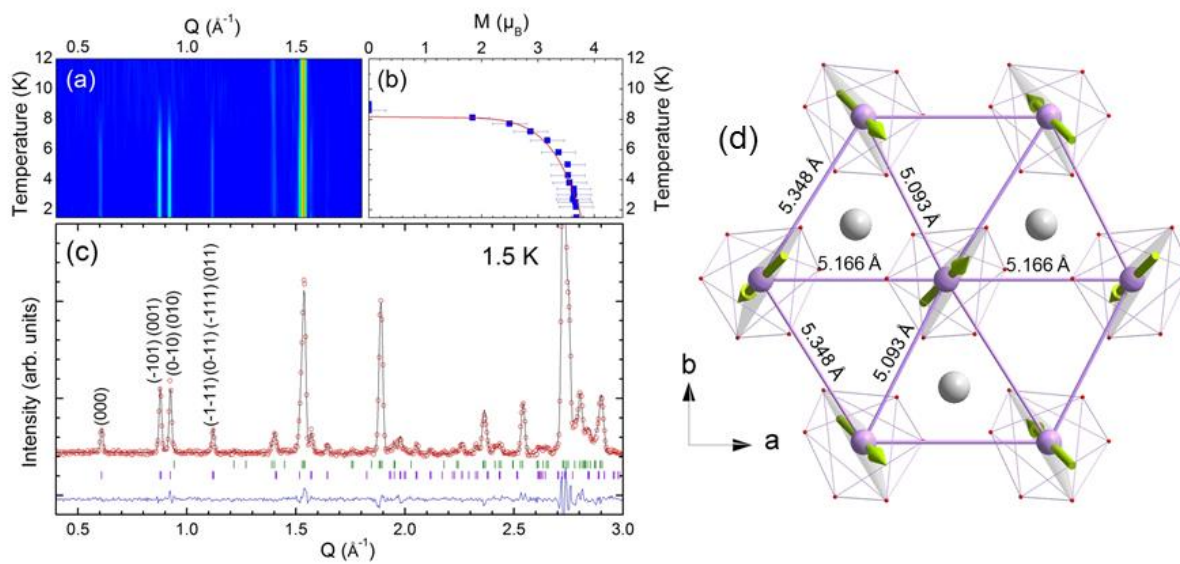 Q (Å⁻¹)
0.5 1.0 1.5
M (μB)
0 1 2 3 4
(a)
(b)
Temperature (K)
12
10
8
6
4
2
Temperature (K)
12
10
8
6
4
2
(c)
1.5 K
Intensity (arb. units)
(000)
(-101) (001)
(0-10) (010)
(-1-11) (0-11) (-111) (011)
0.5 1.0 1.5 2.0 2.5 3.0
Q (Å⁻¹)
(d)
5.348 Å
5.093 Å
5.166 Å
5.166 Å
5.348 Å
5.093 Å
b
a